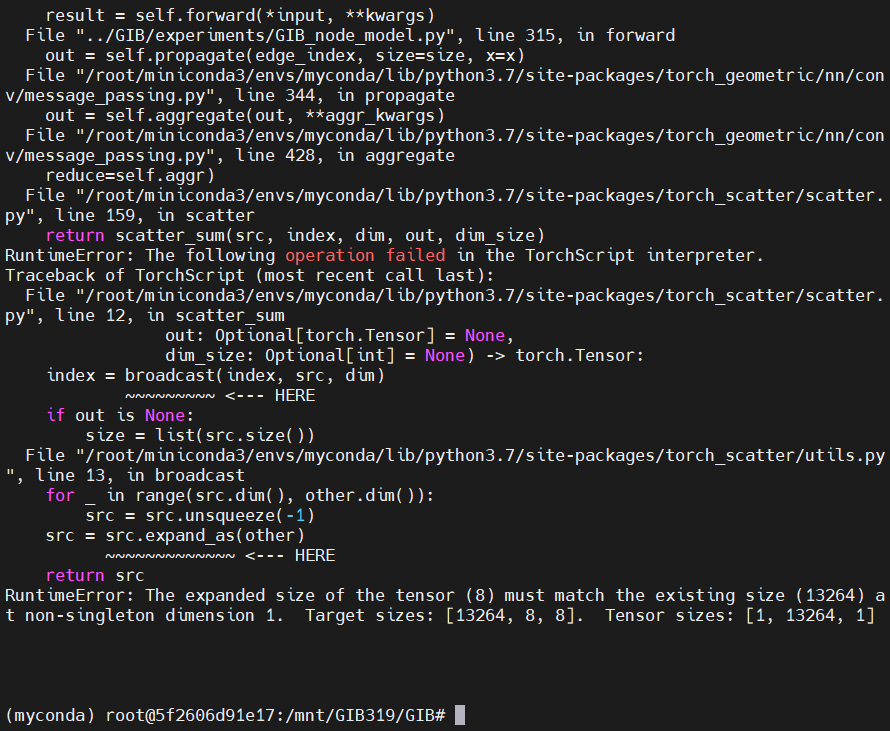 result = self.forward(*input, **kwargs)
File "../GIB/experiments/GIB_node_model.py", line 315, in forward
out = self.propagate(edge_index, size=size, x=x)
File "/root/miniconda3/envs/myconda/lib/python3.7/site-packages/torch_geometric/nn/con
v/message_passing.py", line 344, in propagate
out = self.aggregate(out, **aggr_kwargs)
File "/root/miniconda3/envs/myconda/lib/python3.7/site-packages/torch_geometric/nn/con
v/message_passing.py", line 428, in aggregate
reduce=self.aggr)
File "/root/miniconda3/envs/myconda/lib/python3.7/site-packages/torch_scatter/scatter.
py", line 159, in scatter
return scatter_sum(src, index, dim, out, dim_size)
RuntimeError: The following operation failed in the TorchScript interpreter.
Traceback of TorchScript (most recent call last):
File "/root/miniconda3/envs/myconda/lib/python3.7/site-packages/torch_scatter/scatter.
py", line 12, in scatter_sum
out: Optional[torch.Tensor] = None,
dim_size: Optional[int] = None) -> torch.Tensor:
index = broadcast(index, src, dim)
~~~~~~~~~ <--- HERE
if out is None:
size = list(src.size())
File "/root/miniconda3/envs/myconda/lib/python3.7/site-packages/torch_scatter/utils.py
", line 13, in broadcast
for _ in range(src.dim(), other.dim()):
src = src.unsqueeze(-1)
src = src.expand_as(other)
~~~~~~~~~~~~~ <--- HERE
return src
RuntimeError: The expanded size of the tensor (8) must match the existing size (13264) a
t non-singleton dimension 1.  Target sizes: [13264, 8, 8].  Tensor sizes: [1, 13264, 1]
(myconda) root@5f2606d91e17:/mnt/GIB319/GIB#